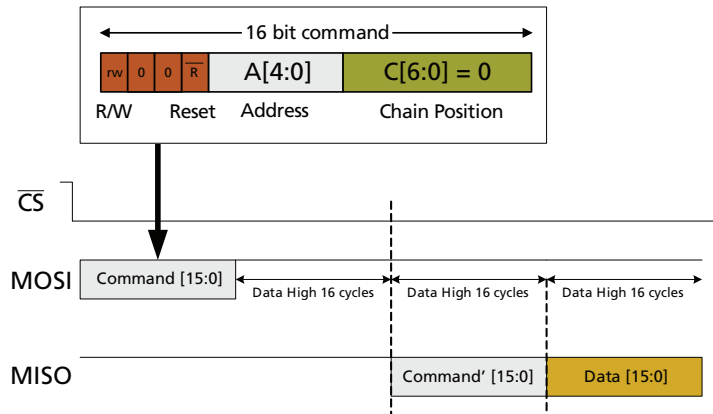 16 bit command
rw 0 0 R̅ A[4:0] C[6:0] = 0
R/W Reset Address Chain Position
C̅S̅
MOSI Command [15:0] Data High 16 cycles Data High 16 cycles Data High 16 cycles
MISO Command' [15:0] Data [15:0]